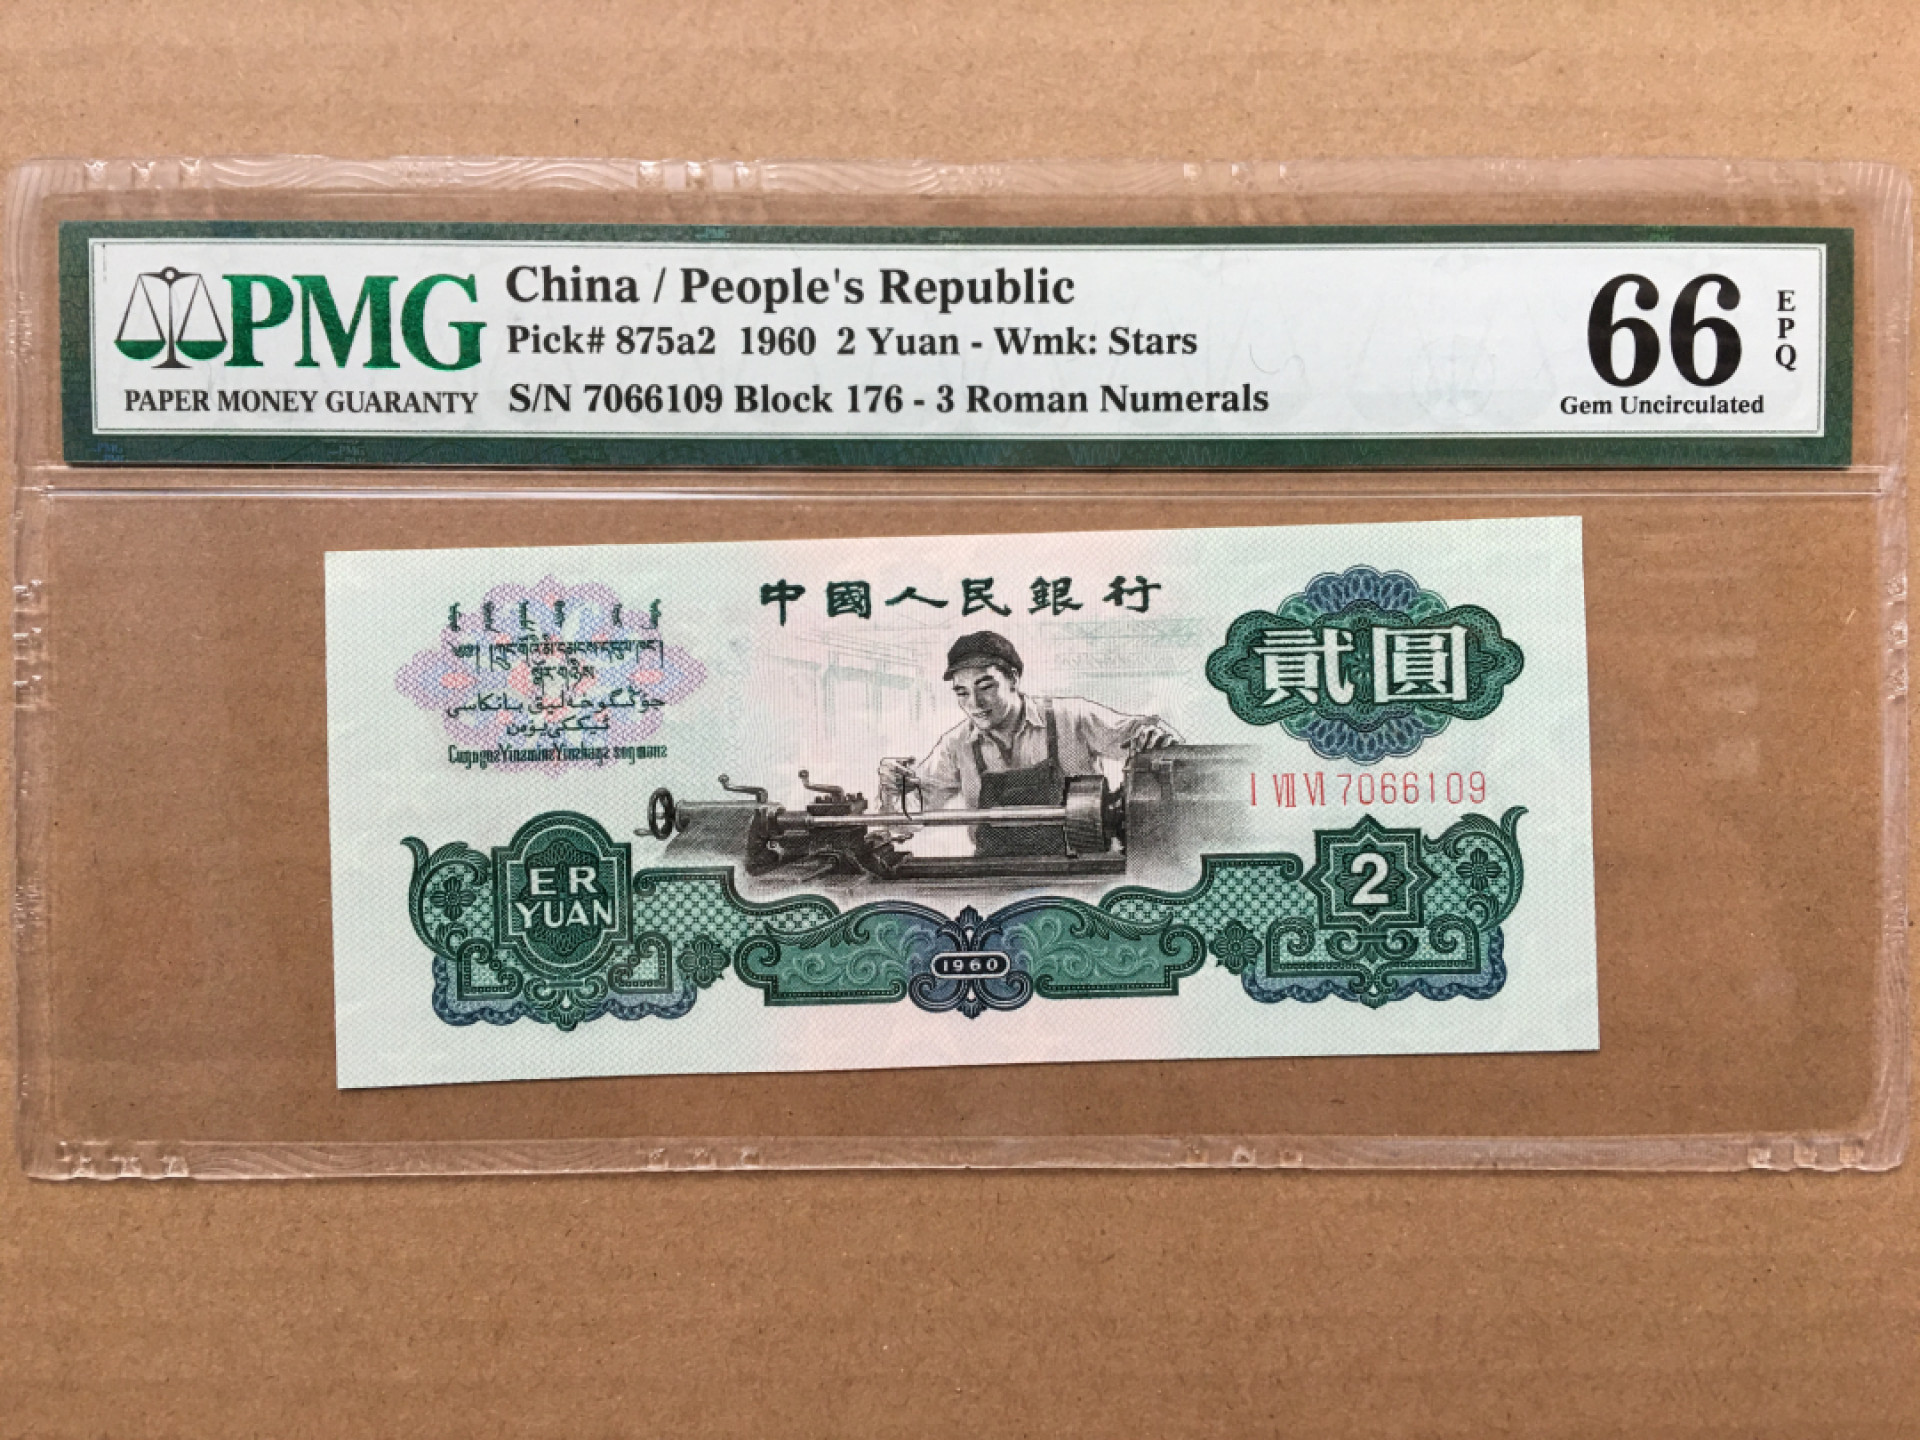 PMG
PAPER MONEY GUARANTY
China / People's Republic
Pick# 875a2 1960 2 Yuan - Wmk: Stars
S/N 7066109 Block 176 - 3 Roman Numerals
66
EPQ
Gem Uncirculated
中國人民銀行
貳圓
I VII VI 7066109
ER
YUAN
2
1960